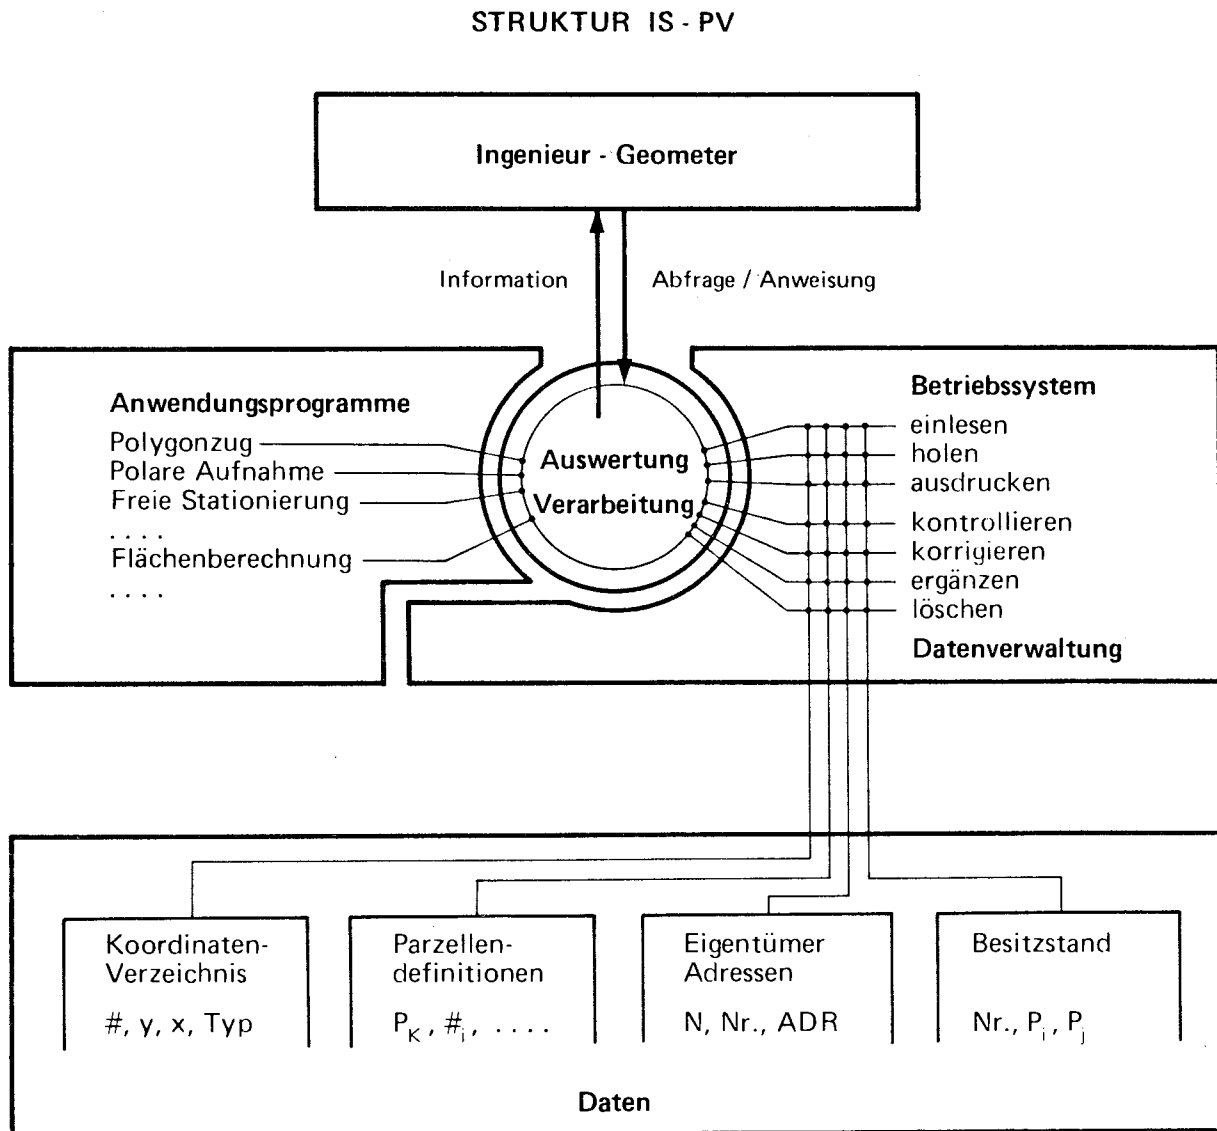 STRUKTUR IS - PV
Ingenieur - Geometer
Information
Abfrage / Anweisung
Anwendungsprogramme
Polygonzug
Polare Aufnahme
Freie Stationierung
. . . .
Flächenberechnung
. . . .
Auswertung
Verarbeitung
Betriebssystem
einlesen
holen
ausdrucken
kontrollieren
korrigieren
ergänzen
löschen
Datenverwaltung
Koordinaten-
Verzeichnis
#, y, x, Typ
Parzellen-
definitionen
P_K , #_i , . . . .
Eigentümer
Adressen
N, Nr., ADR
Besitzstand
Nr., P_i , P_j
Daten